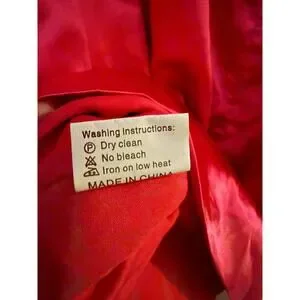 Washing Instructions:
Ⓟ Dry clean
No bleach
Iron on low heat
MADE IN CHINA